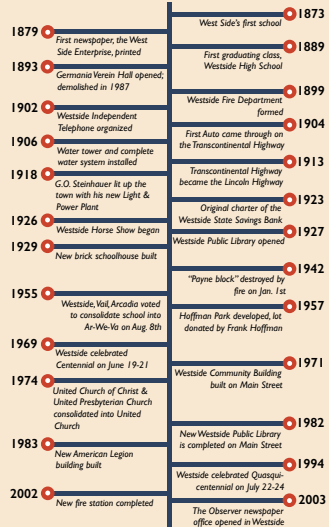 1873
West Side's first school
1879
First newspaper, the West
Side Enterprise, printed
1889
First graduating class,
Westside High School
1893
Germania Verein Hall opened;
demolished in 1987
1899
Westside Fire Department
formed
1902
Westside Independent
Telephone organized
1904
First Auto came through on
the Transcontinental Highway
1906
Water tower and complete
water system installed
1913
Transcontinental Highway
became the Lincoln Highway
1918
G.O. Steinhauer lit up the
town with his new Light &
Power Plant
1923
Original charter of the
Westside State Savings Bank
1926
Westside Horse Show began
1927
Westside Public Library opened
1929
New brick schoolhouse built
1942
"Payne block" destroyed by
fire on Jan. 1st
1955
Westside, Vail, Arcadia voted
to consolidate school into
Ar-We-Va on Aug. 8th
1957
Hoffman Park developed, lot
donated by Frank Hoffman
1969
Westside celebrated
Centennial on June 19-21
1971
Westside Community Building
built on Main Street
1974
United Church of Christ &
United Presbyterian Church
consolidated into United
Church
1982
New Westside Public Library
is completed on Main Street
1983
New American Legion
building built
1994
Westside celebrated Quasqui-
centennial on July 22-24
2002
New fire station completed
2003
The Observer newspaper
office opened in Westside